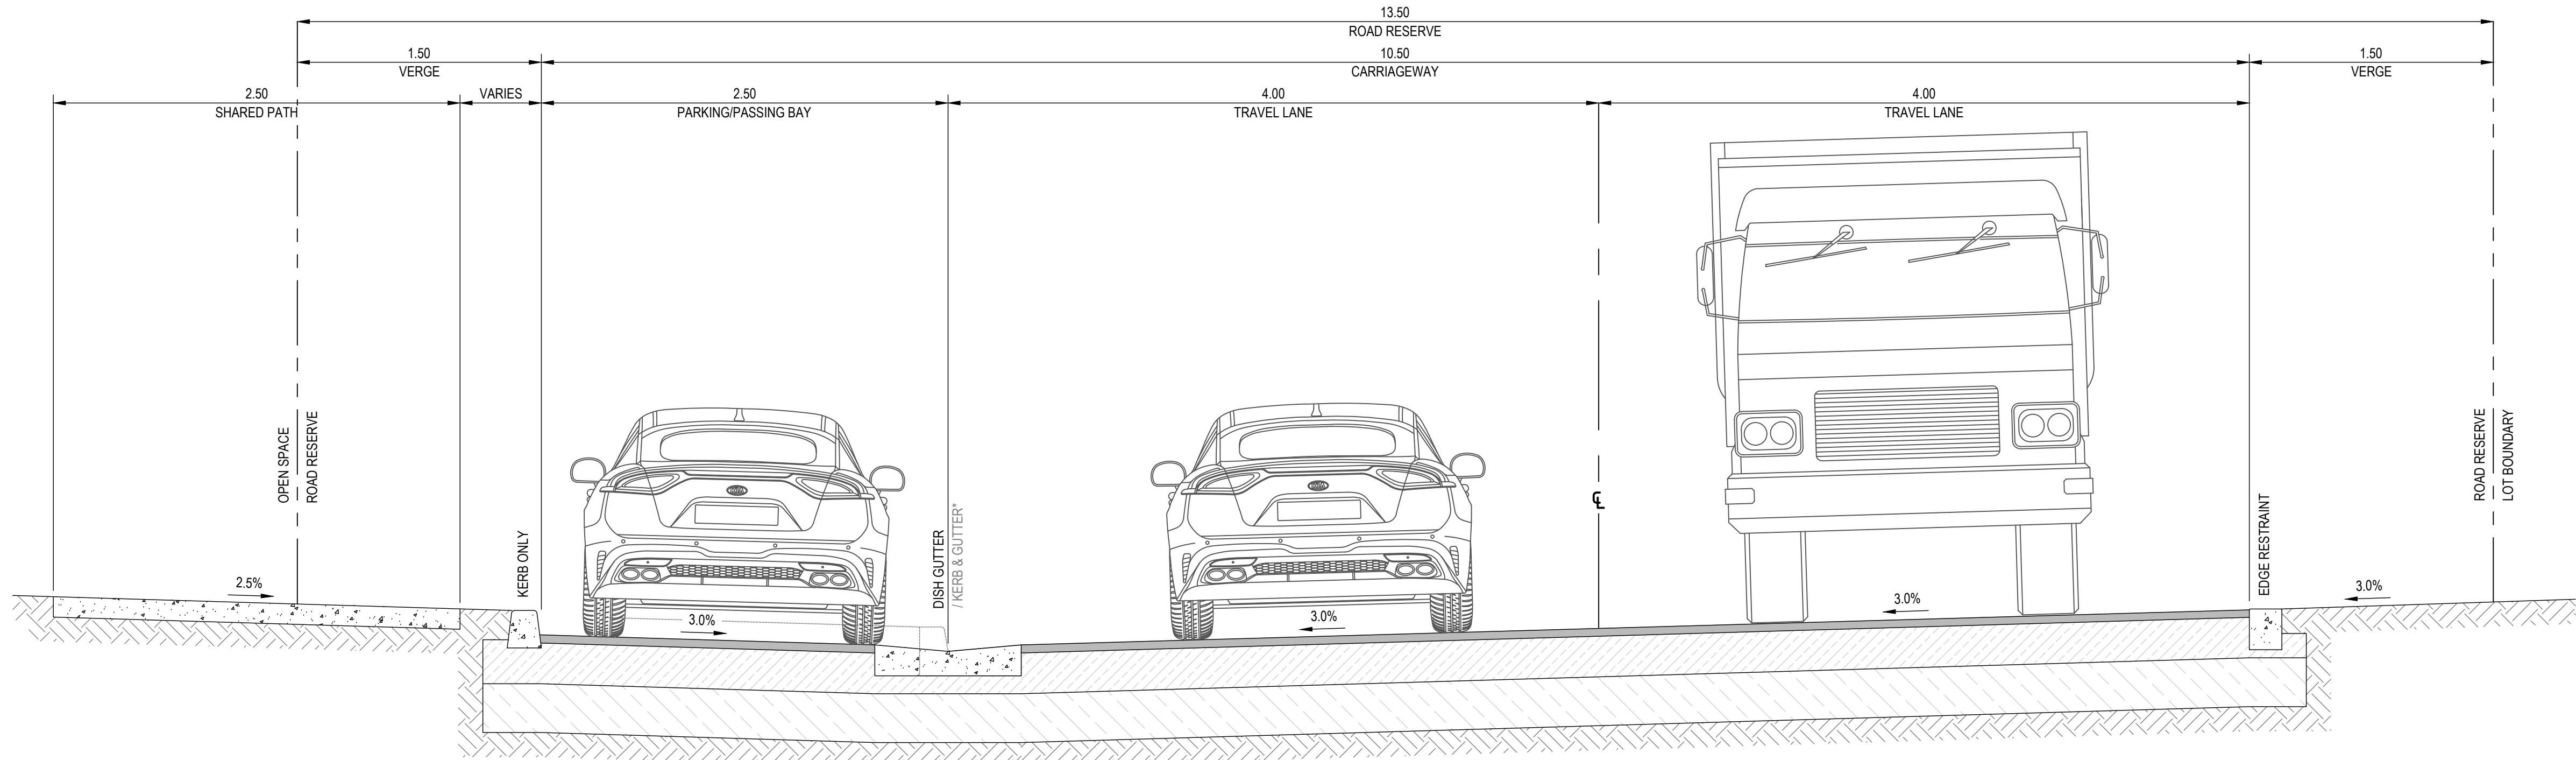 13.50
ROAD RESERVE
1.50
VERGE
10.50
CARRIAGEWAY
1.50
VERGE
2.50
SHARED PATH
VARIES
2.50
PARKING/PASSING BAY
4.00
TRAVEL LANE
4.00
TRAVEL LANE
OPEN SPACE
ROAD RESERVE
KERB ONLY
DISH GUTTER
/ KERB & GUTTER*
℄
EDGE RESTRAINT
ROAD RESERVE
LOT BOUNDARY
2.5%
3.0%
3.0%
3.0%
3.0%